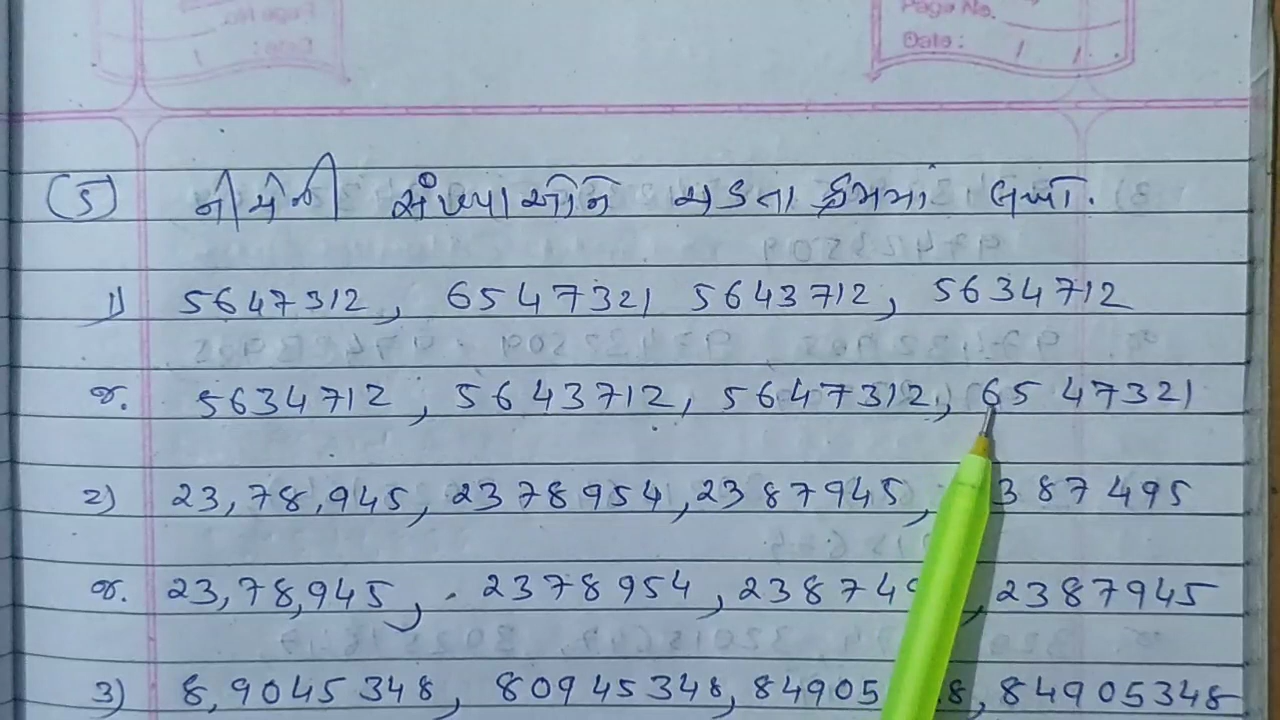 Page No.
Date: / /
(5) નીચેની સંખ્યાઓને ચડતા ક્રમમાં લખો.
1) 5647312, 6547321 5643712, 5634712
જ. 5634712, 5643712, 5647312, 6547321
2) 23,78,945, 2378954, 2387945, 387495
જ. 23,78,945, 2378954, 23874 , 2387945
3) 8,9045348, 80945348, 84905 8, 84905348